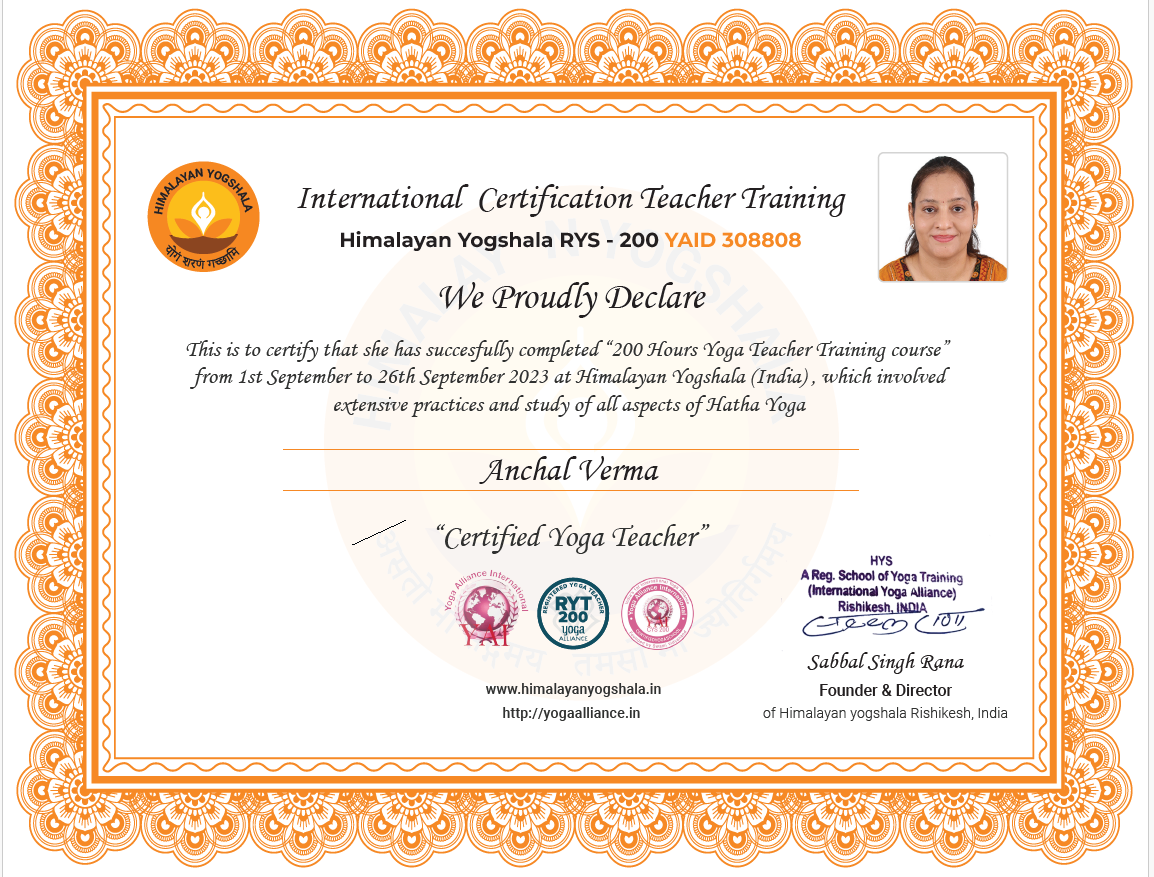 HIMALAYAN YOGSHALA
योगं शरणं गच्छामि
International Certification Teacher Training
Himalayan Yogshala RYS - 200 YAID 308808
We Proudly Declare
This is to certify that she has succesfully completed “200 Hours Yoga Teacher Training course”
from 1st September to 26th September 2023 at Himalayan Yogshala (India) , which involved
extensive practices and study of all aspects of Hatha Yoga
Anchal Verma
“Certified Yoga Teacher”
Yoga Alliance International
YAI
REGISTERED YOGA TEACHER
RYT
200
yoga
ALLIANCE
Yoga Alliance International
HYS
A Reg. School of Yoga Training
(International Yoga Alliance)
Rishikesh, INDIA
Sabbal Singh Rana
Founder & Director
of Himalayan yogshala Rishikesh, India
www.himalayanyogshala.in
http://yogaalliance.in